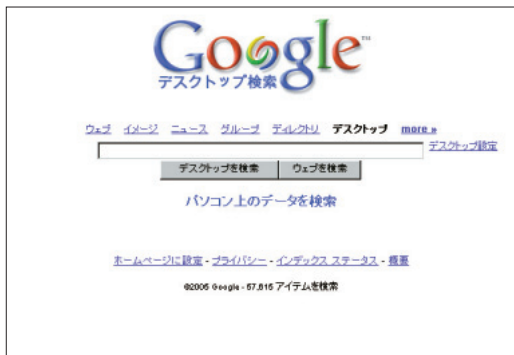 Google™
デスクトップ検索
ウェブ イメージ ニュース グループ ディレクトリ デスクトップ more »
デスクトップ設定
デスクトップを検索 ウェブを検索
パソコン上のデータを検索
ホームページに設定 - プライバシー - インデックス ステータス - 概要
©2005 Google - 57,815 アイテムを検索